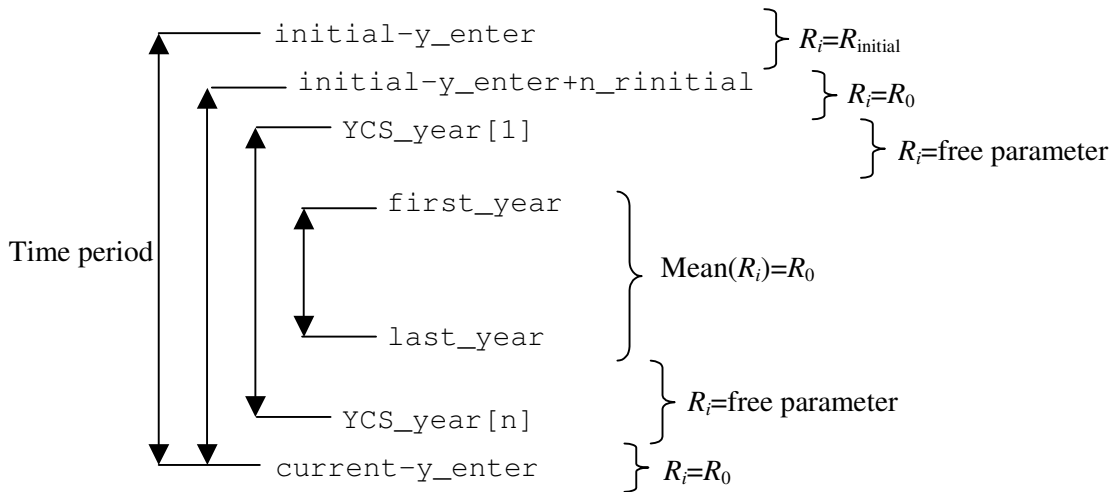 initial-y_enter
R_i=R_initial
initial-y_enter+n_rinitial
R_i=R_0
YCS_year[1]
R_i=free parameter
first_year
Time period
Mean(R_i)=R_0
last_year
YCS_year[n]
R_i=free parameter
current-y_enter
R_i=R_0